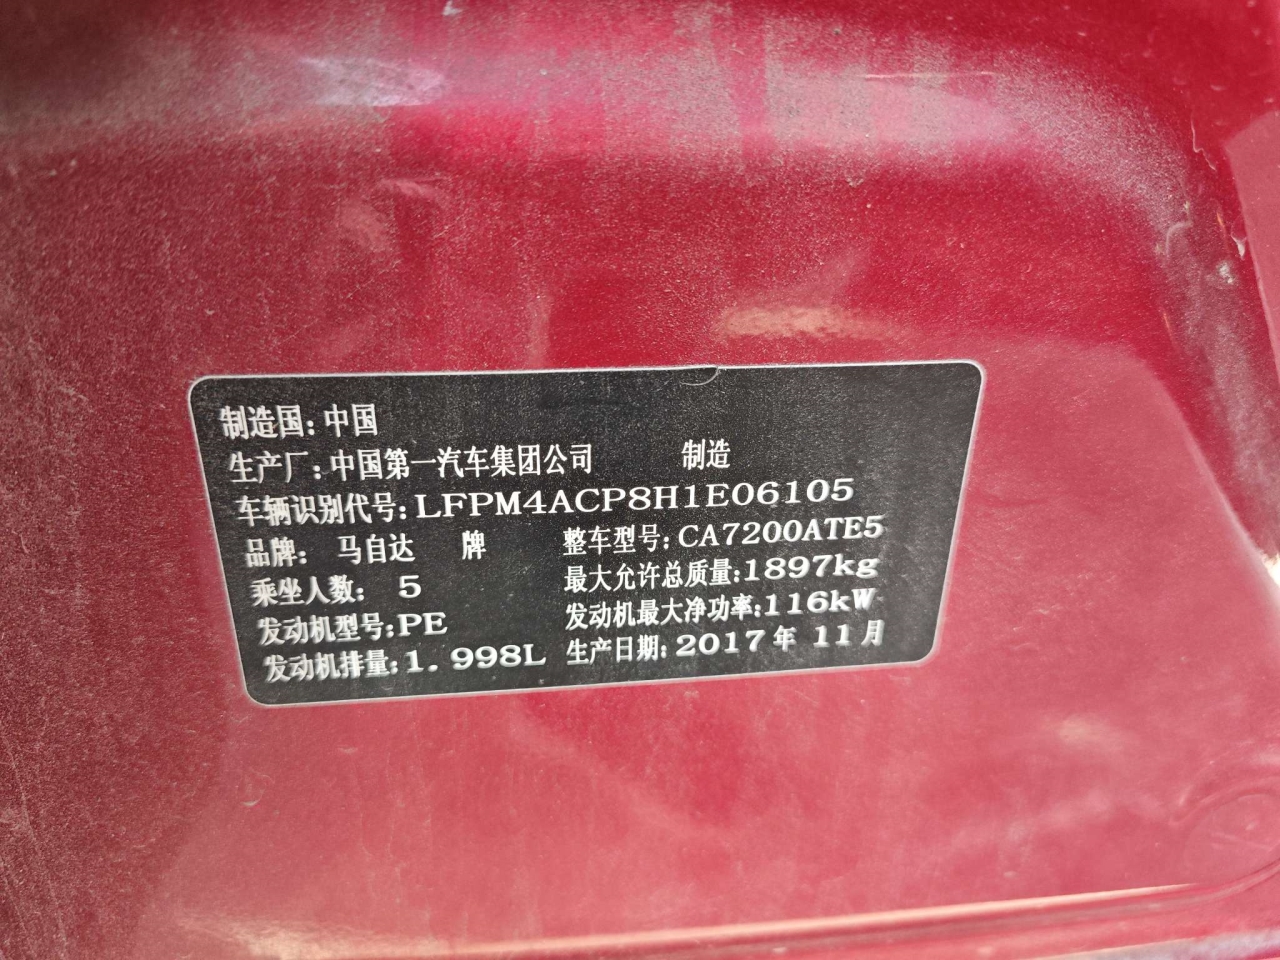 制造国：中国
生产厂：中国第一汽车集团公司 制造
车辆识别代号：LFPM4ACP8H1E06105
品牌： 马自达 牌 整车型号：CA7200ATE5
乘坐人数： 5 最大允许总质量：1897kg
发动机型号：PE 发动机最大净功率：116kW
发动机排量：1.998L 生产日期：2017年 11月